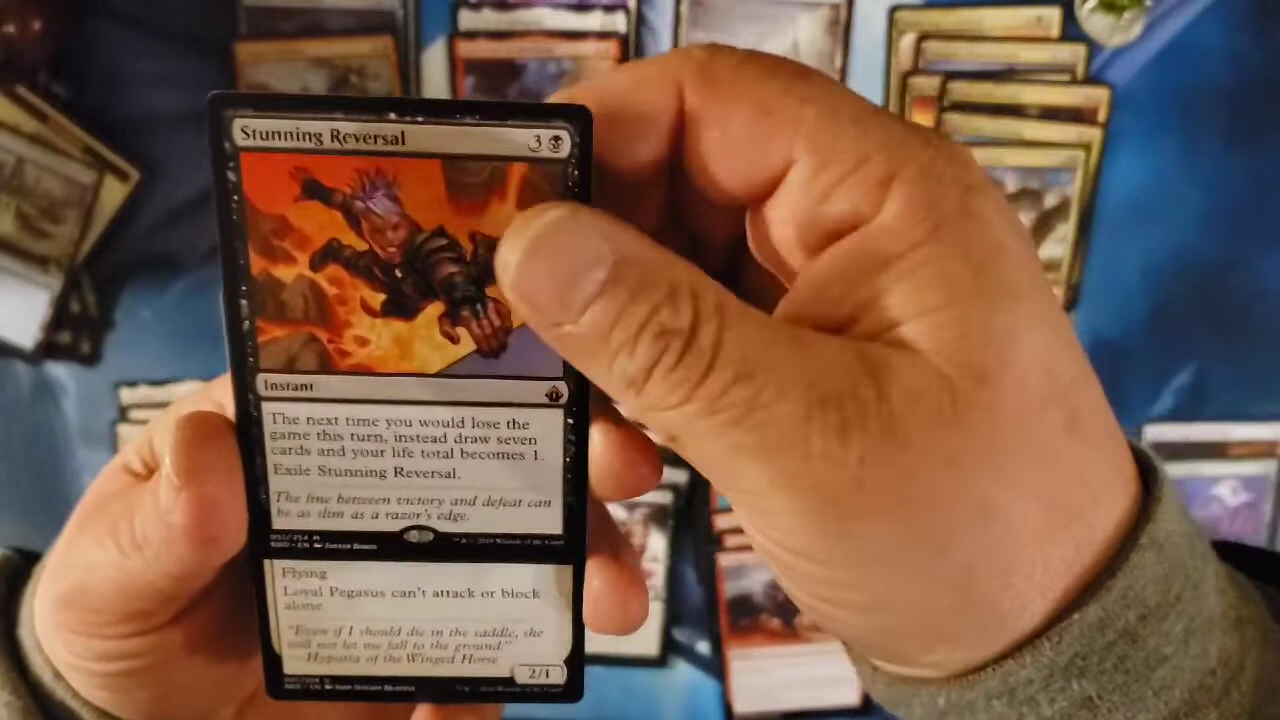 Stunning Reversal 3
Instant
The next time you would lose the
game this turn, instead draw seven
cards and your life total becomes 1.
Exile Stunning Reversal.
The line between victory and defeat can
be as slim as a razor's edge.
051/254 M
Flying
Loyal Pegasus can't attack or block
alone.
"Even if I should die in the saddle, she
will not let me fall to the ground."
—Hypatia of the Winged Horse
2/1